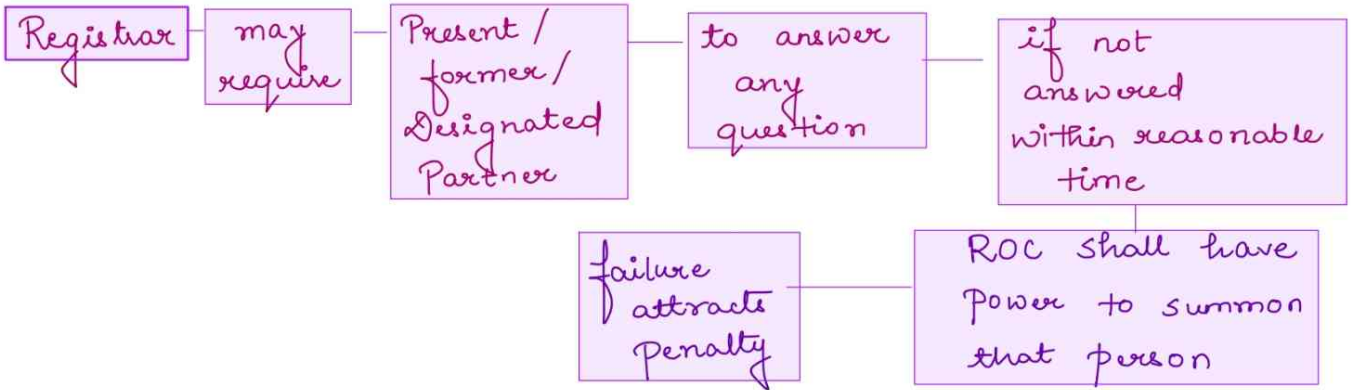 Registrar
may
require
Present /
former /
Designated
Partner
to answer
any
question
if not
answered
within reasonable
time
ROC shall have
Power to summon
that person
failure
attracts
Penalty